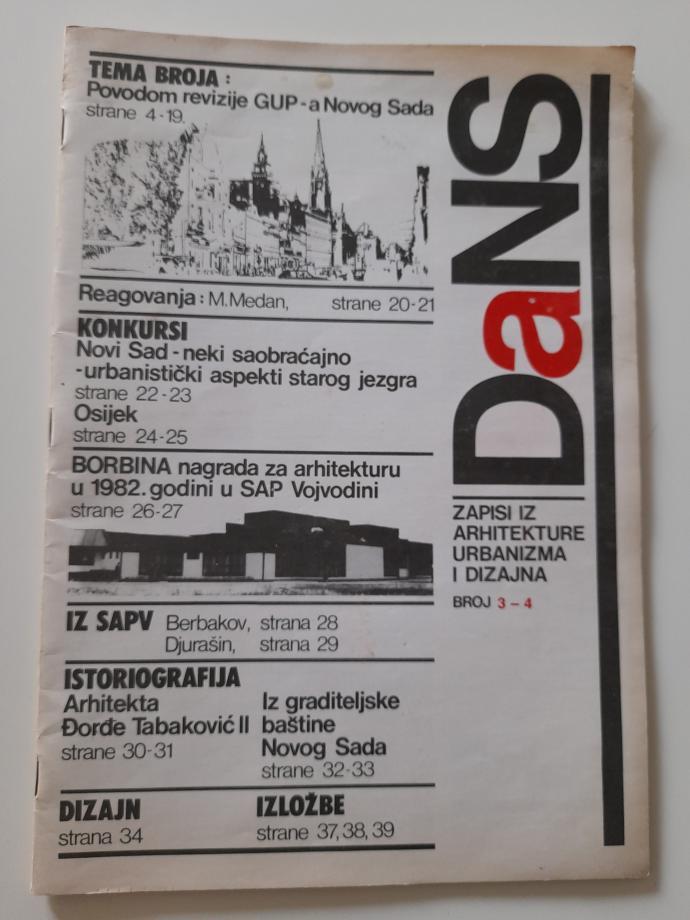 TEMA BROJA :
Povodom revizije GUP-a Novog Sada
strane 4-19.
Reagovanja : M.Medan, strane 20-21
KONKURSI
Novi Sad - neki saobraćajno
-urbanistički aspekti starog jezgra
strane 22-23
Osijek
strane 24-25
BORBINA nagrada za arhitekturu
u 1982. godini u SAP Vojvodini
strane 26-27
IZ SAPV Berbakov, strana 28
Djurašin, strana 29
ISTORIOGRAFIJA
Arhitekta
Đorđe Tabaković II
strane 30-31
Iz graditeljske
baštine
Novog Sada
strane 32-33
DIZAJN
strana 34
IZLOŽBE
strane 37,38,39
DaNS
ZAPISI IZ
ARHITEKTURE
URBANIZMA
I DIZAJNA
BROJ 3 – 4